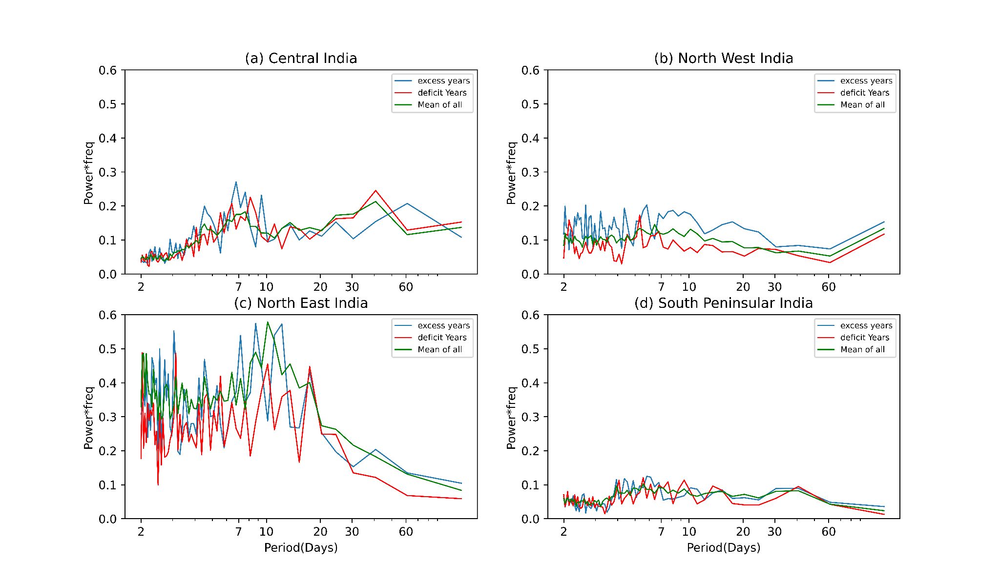 (a) Central India
0.6
0.5
0.4
0.3
0.2
0.1
0.0
Power*freq
excess years
deficit Years
Mean of all
2 7 10 20 30 60
(b) North West India
0.6
0.5
0.4
0.3
0.2
0.1
0.0
Power*freq
excess years
deficit Years
Mean of all
2 7 10 20 30 60
(c) North East India
0.6
0.5
0.4
0.3
0.2
0.1
0.0
Power*freq
excess years
deficit Years
Mean of all
2 7 10 20 30 60
Period(Days)
(d) South Peninsular India
0.6
0.5
0.4
0.3
0.2
0.1
0.0
Power*freq
excess years
deficit Years
Mean of all
2 7 10 20 30 60
Period(Days)